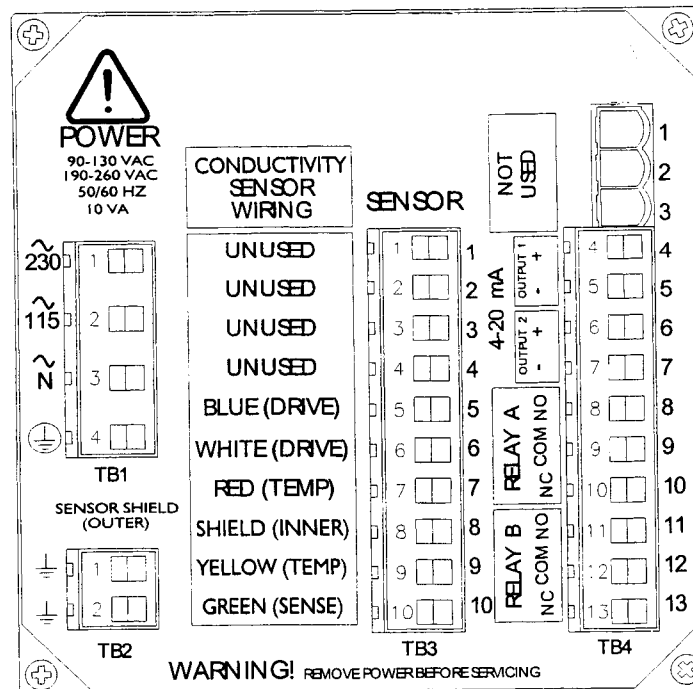 POWER
90-130 VAC
190-260 VAC
50/60 HZ
10 VA
~
230
1
~
115
2
~
N
3
4
TB1
SENSOR SHIELD
(OUTER)
1
2
TB2
CONDUCTIVITY
SENSOR
WIRING
SENSOR
UNUSED 1 1
UNUSED 2 2
UNUSED 3 3
UNUSED 4 4
BLUE (DRIVE) 5 5
WHITE (DRIVE) 6 6
RED (TEMP) 7 7
SHIELD (INNER) 8 8
YELLOW (TEMP) 9 9
GREEN (SENSE) 10 10
TB3
NOT
USED
1
2
3
4-20 mA
OUTPUT 1
- +
OUTPUT 2
- +
RELAY A
NC COM NO
RELAY B
NC COM NO
4 4
5 5
6 6
7 7
8 8
9 9
10 10
11 11
12 12
13 13
TB4
WARNING! REMOVE POWER BEFORE SERVICING